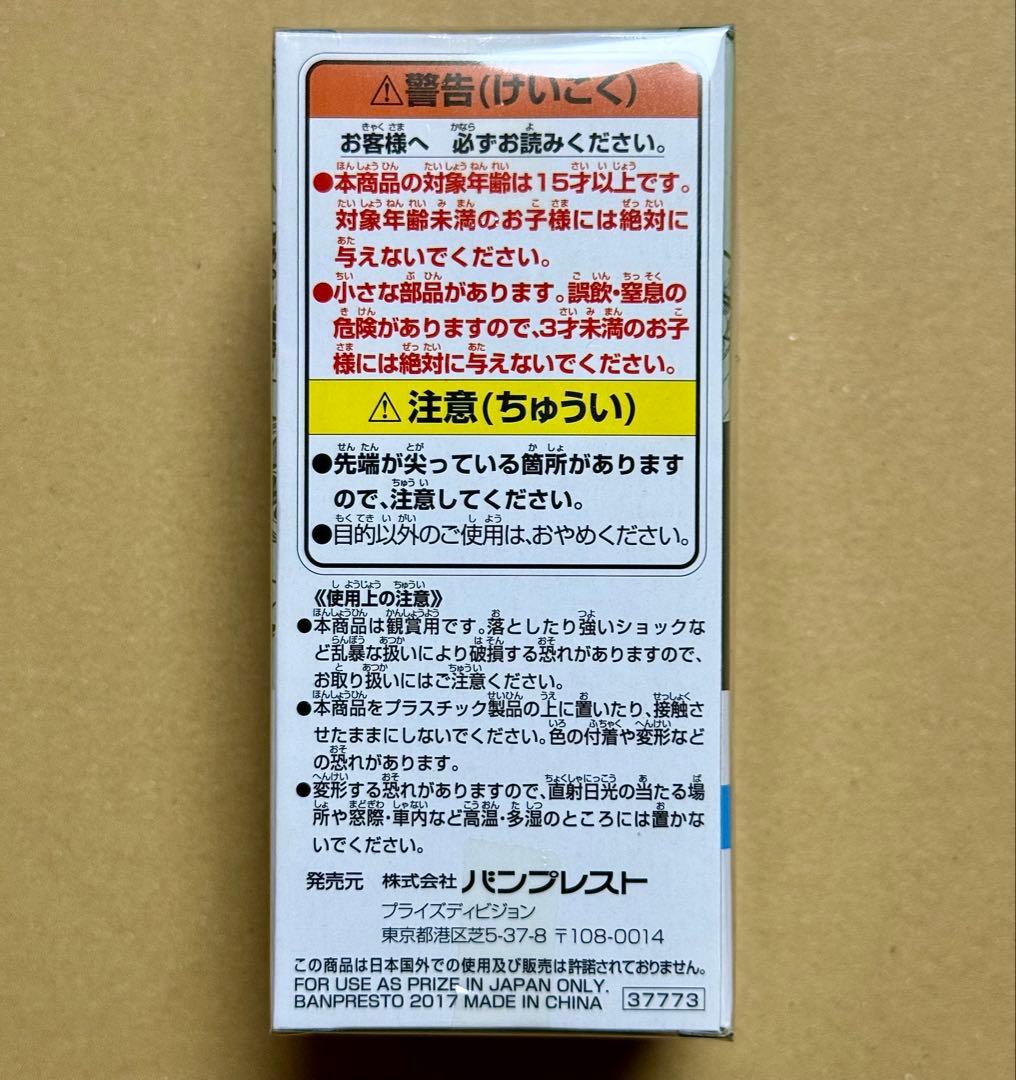 ⚠警告(けいこく)
お客様へ 必ずお読みください。
●本商品の対象年齢は15才以上です。
対象年齢未満のお子様には絶対に
与えないでください。
●小さな部品があります。誤飲・窒息の
危険がありますので、3才未満のお子
様には絶対に与えないでください。
⚠注意(ちゅうい)
●先端が尖っている箇所があります
ので、注意してください。
●目的以外のご使用は、おやめください。
《使用上の注意》
●本商品は観賞用です。落としたり強いショックな
ど乱暴な扱いにより破損する恐れがありますので、
お取り扱いにはご注意ください。
●本商品をプラスチック製品の上に置いたり、接触さ
せたままにしないでください。色の付着や変形など
の恐れがあります。
●変形する恐れがありますので、直射日光の当たる場
所や窓際・車内など高温・多湿のところには置かな
いでください。
発売元 株式会社 バンプレスト
プライズディビジョン
東京都港区芝5-37-8 〒108-0014
この商品は日本国外での使用及び販売は許諾されておりません。
FOR USE AS PRIZE IN JAPAN ONLY.
BANPRESTO 2017 MADE IN CHINA 37773